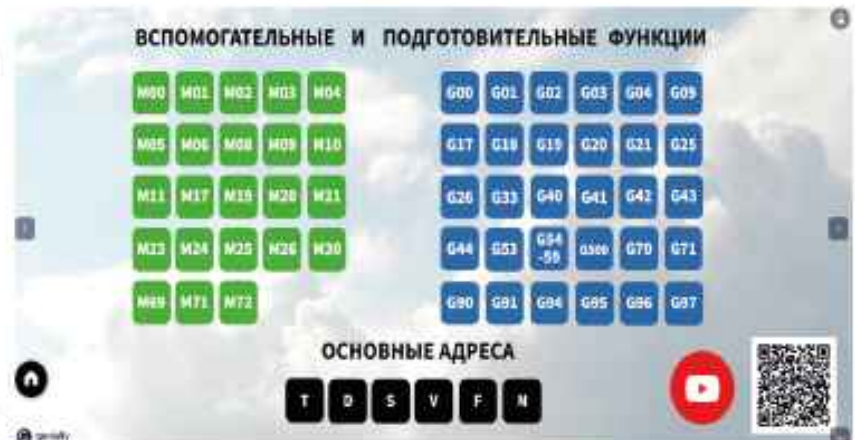 ВСПОМОГАТЕЛЬНЫЕ И ПОДГОТОВИТЕЛЬНЫЕ ФУНКЦИИ
M00 M01 M02 M03 M04 G00 G01 G02 G03 G04 G09
M05 M06 M08 M09 M10 G17 G18 G19 G20 G21 G25
M11 M17 M19 M20 M21 G26 G33 G40 G41 G42 G43
M23 M24 M25 M26 M30 G44 G53 G54-59 G500 G70 G71
M71 M72 G90 G91 G94 G95 G96 G97
ОСНОВНЫЕ АДРЕСА
T D S V F N
genially